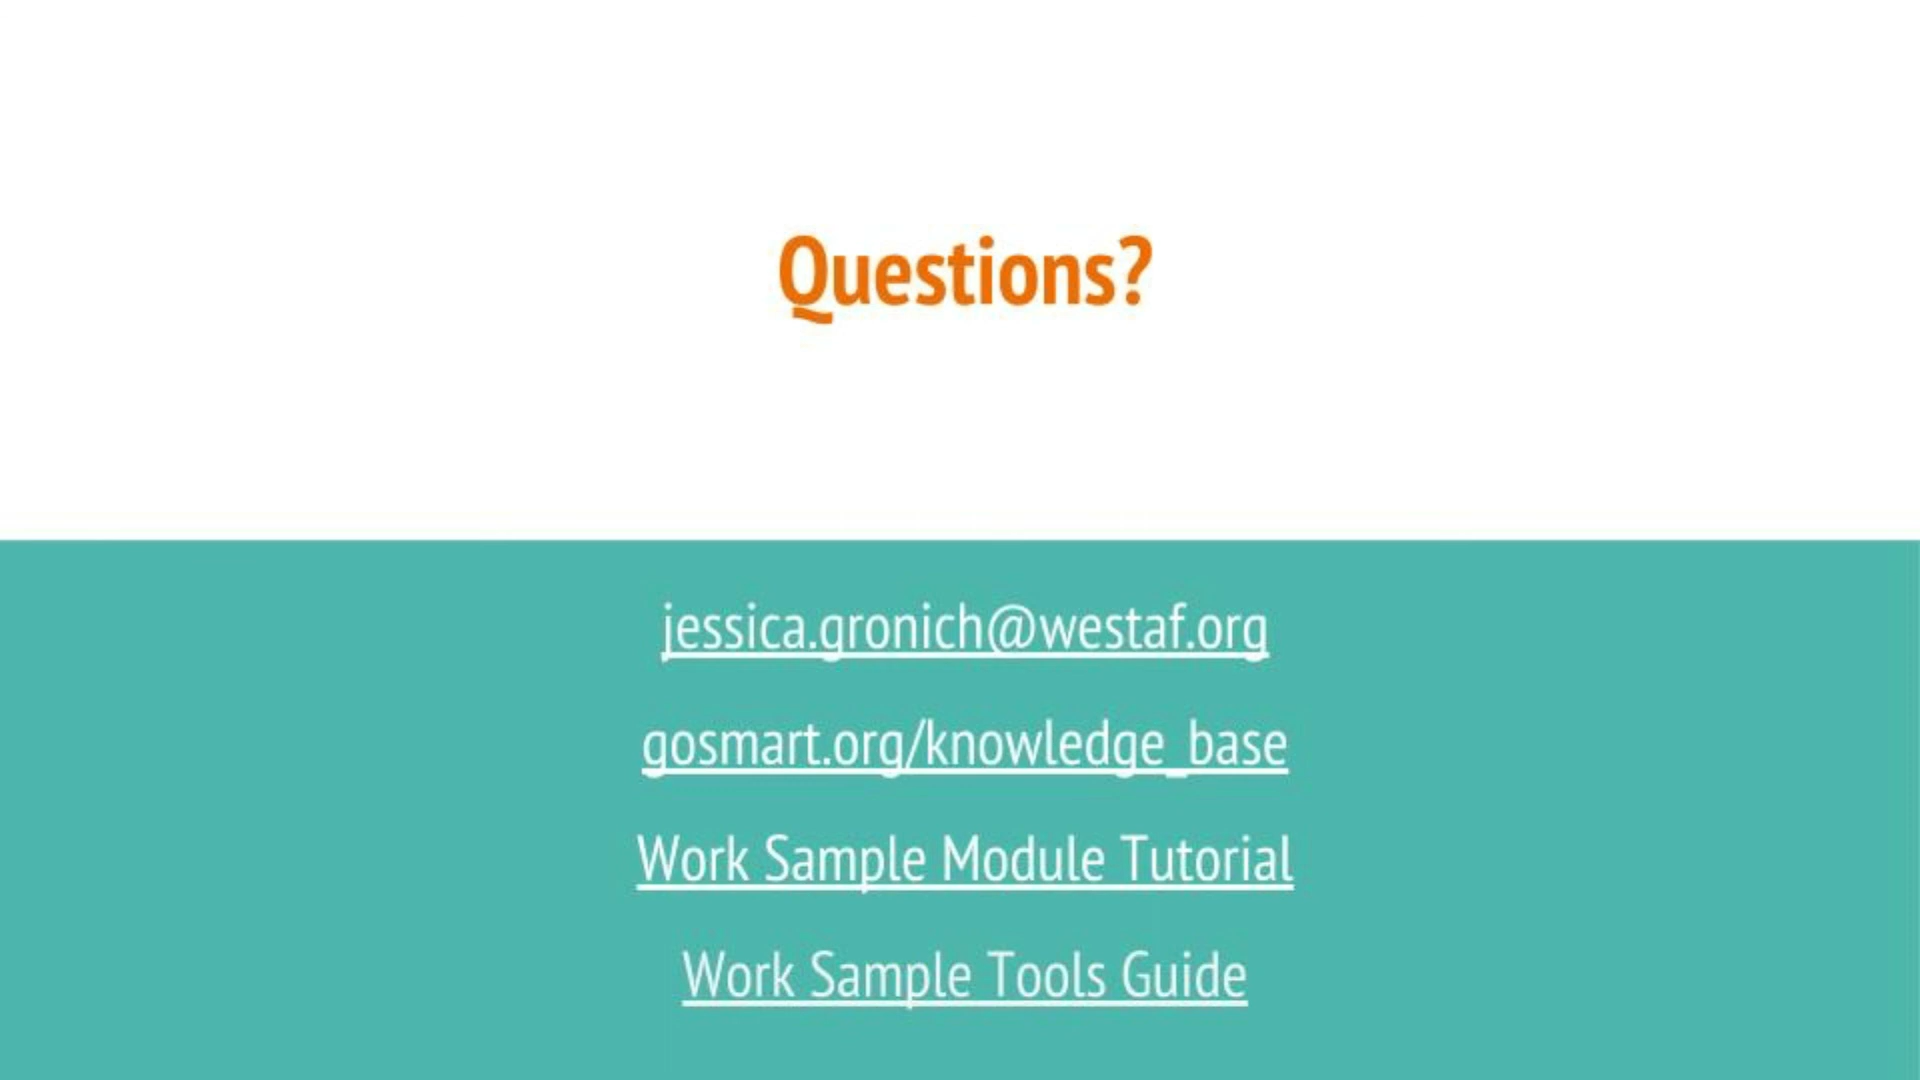 Questions?
jessica.gronich@westaf.org
gosmart.org/knowledge_base
Work Sample Module Tutorial
Work Sample Tools Guide